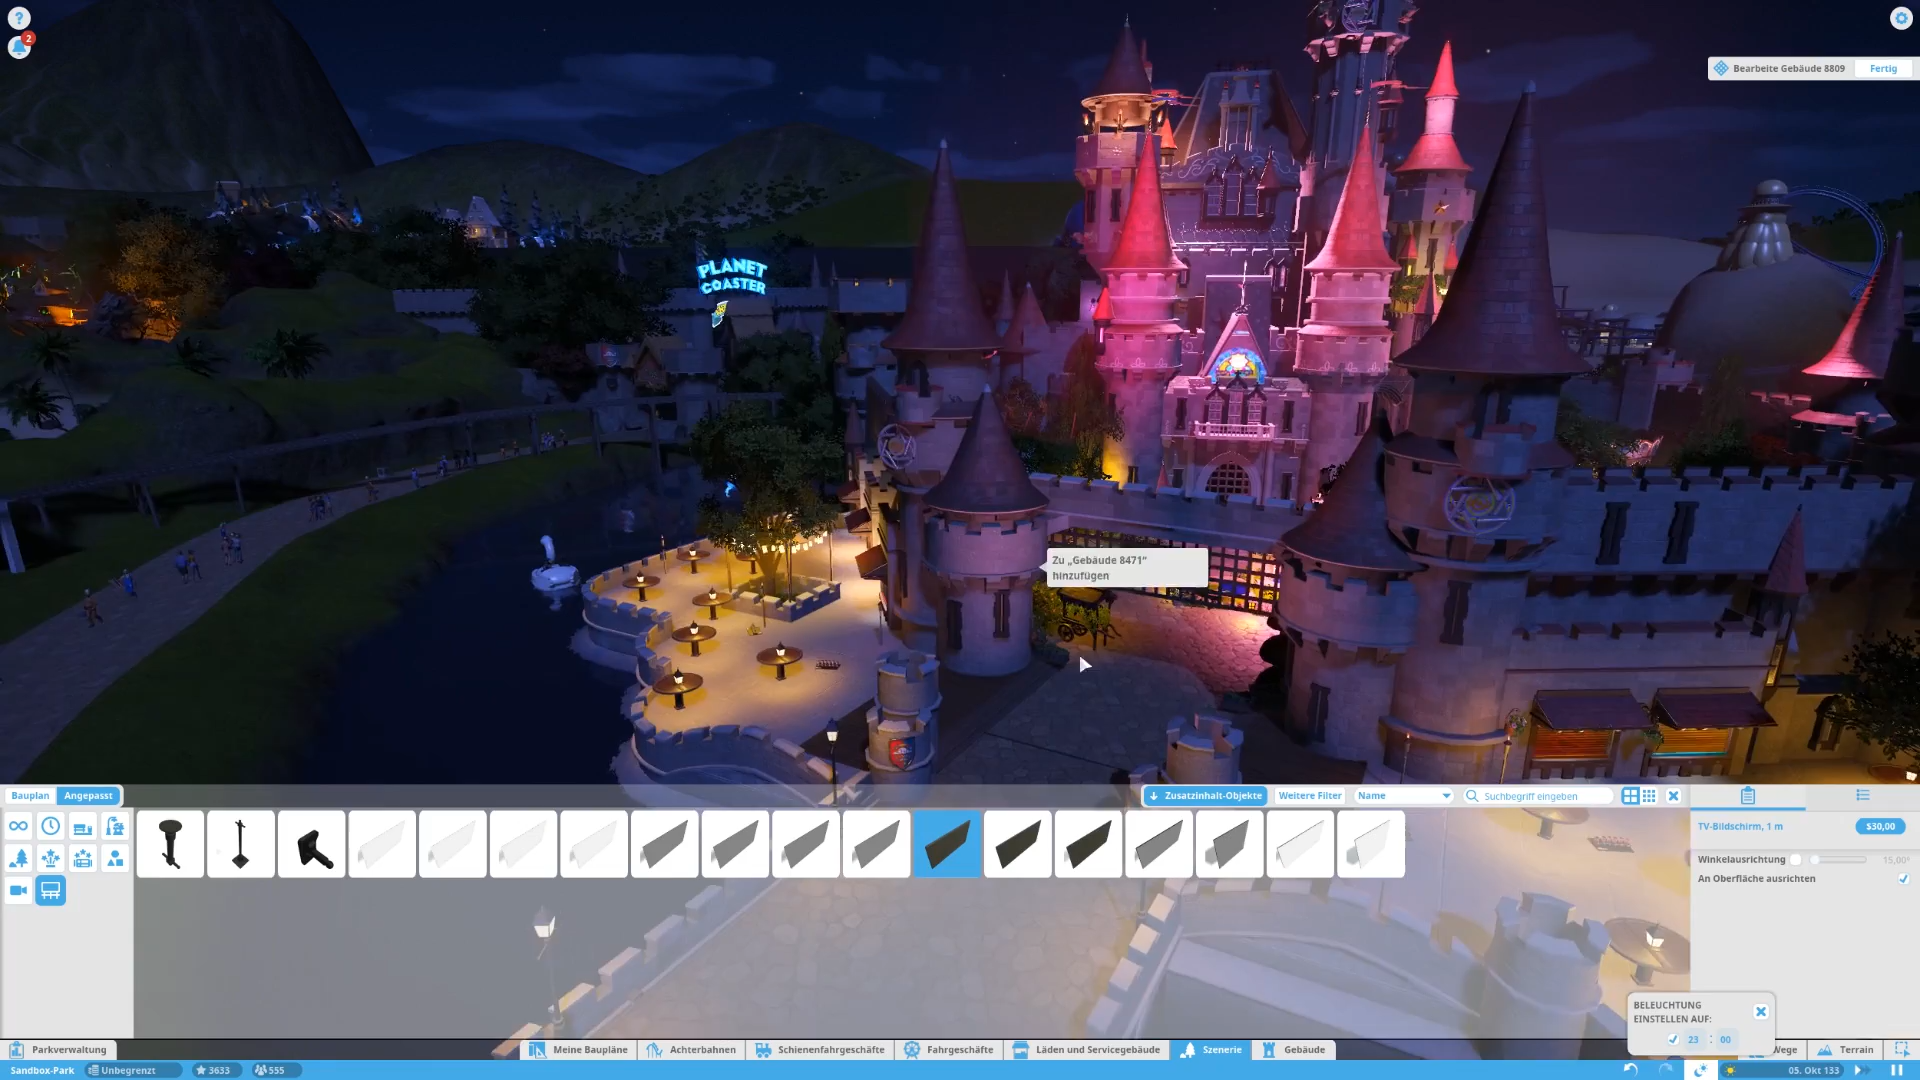 ?
2
Bearbeite Gebäude 8809
Fertig
PLANET
COASTER
Zu „Gebäude 8471“
hinzufügen
Bauplan
Angepasst
Zusatzinhalt-Objekte
Weitere Filter
Name
Suchbegriff eingeben
TV-Bildschirm, 1 m
$30,00
Winkelausrichtung
15,00°
An Oberfläche ausrichten
BELEUCHTUNG
EINSTELLEN AUF:
23 : 00
Parkverwaltung
Meine Baupläne
Achterbahnen
Schienenfahrgeschäfte
Fahrgeschäfte
Läden und Servicegebäude
Szenerie
Gebäude
Wege
Terrain
Sandbox-Park
Unbegrenzt
3633
555
05. Okt 133